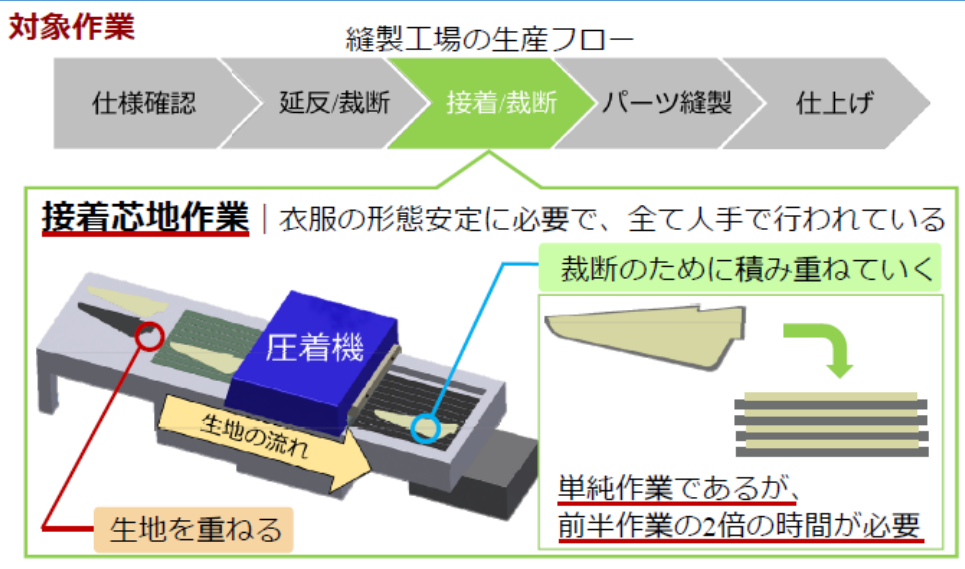 対象作業
縫製工場の生産フロー
仕様確認
延反/裁断
接着/裁断
パーツ縫製
仕上げ
接着芯地作業｜衣服の形態安定に必要で、全て人手で行われている
裁断のために積み重ねていく
圧着機
生地の流れ
生地を重ねる
単純作業であるが、
前半作業の2倍の時間が必要